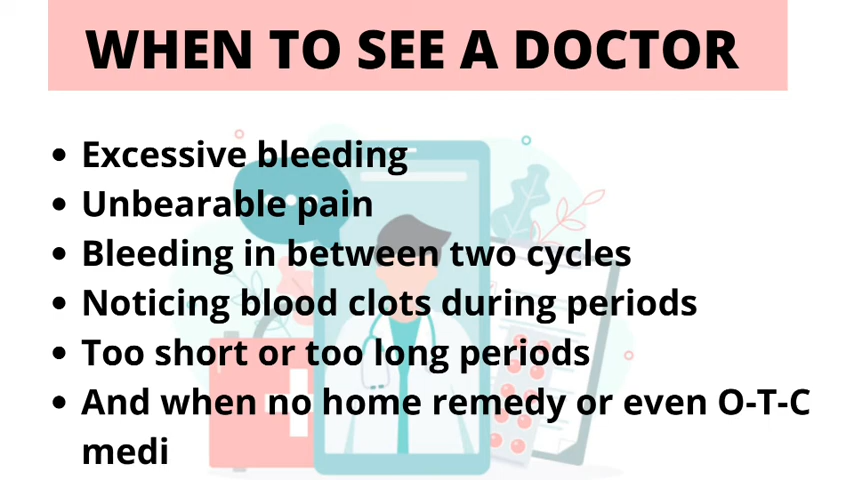 WHEN TO SEE A DOCTOR
• Excessive bleeding
• Unbearable pain
• Bleeding in between two cycles
• Noticing blood clots during periods
• Too short or too long periods
• And when no home remedy or even O-T-C
medi